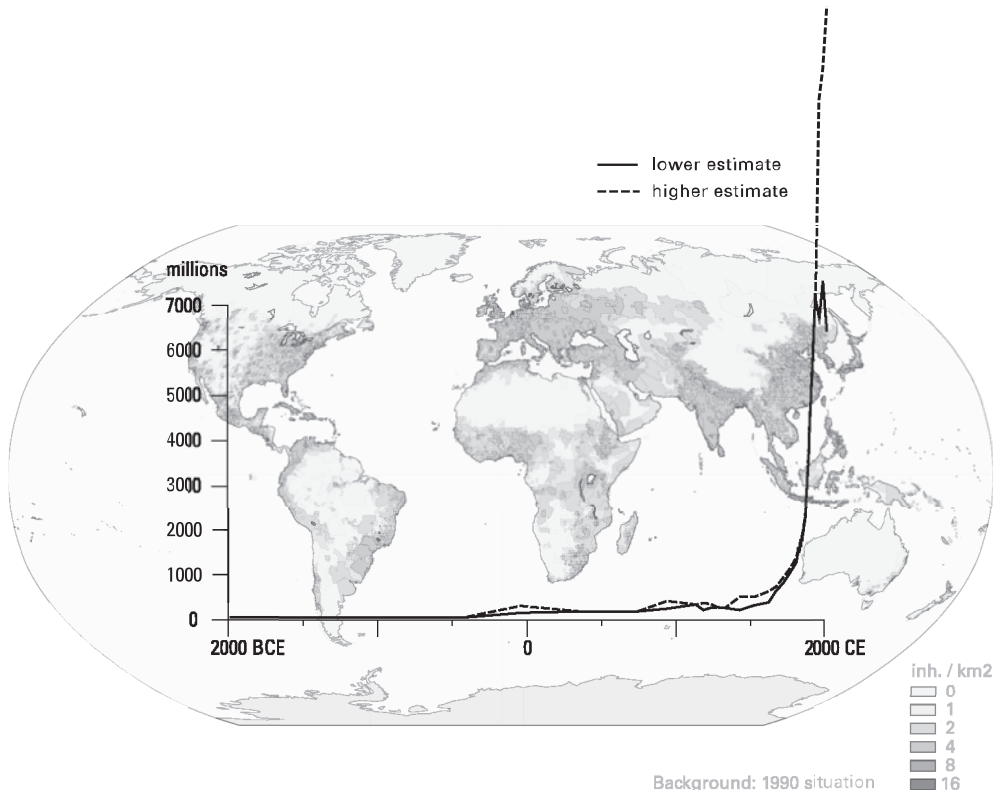 lower estimate
higher estimate
millions
7000
6000
5000
4000
3000
2000
1000
0
2000 BCE 0 2000 CE
inh. / km2
0
1
2
4
8
16
Background: 1990 situation